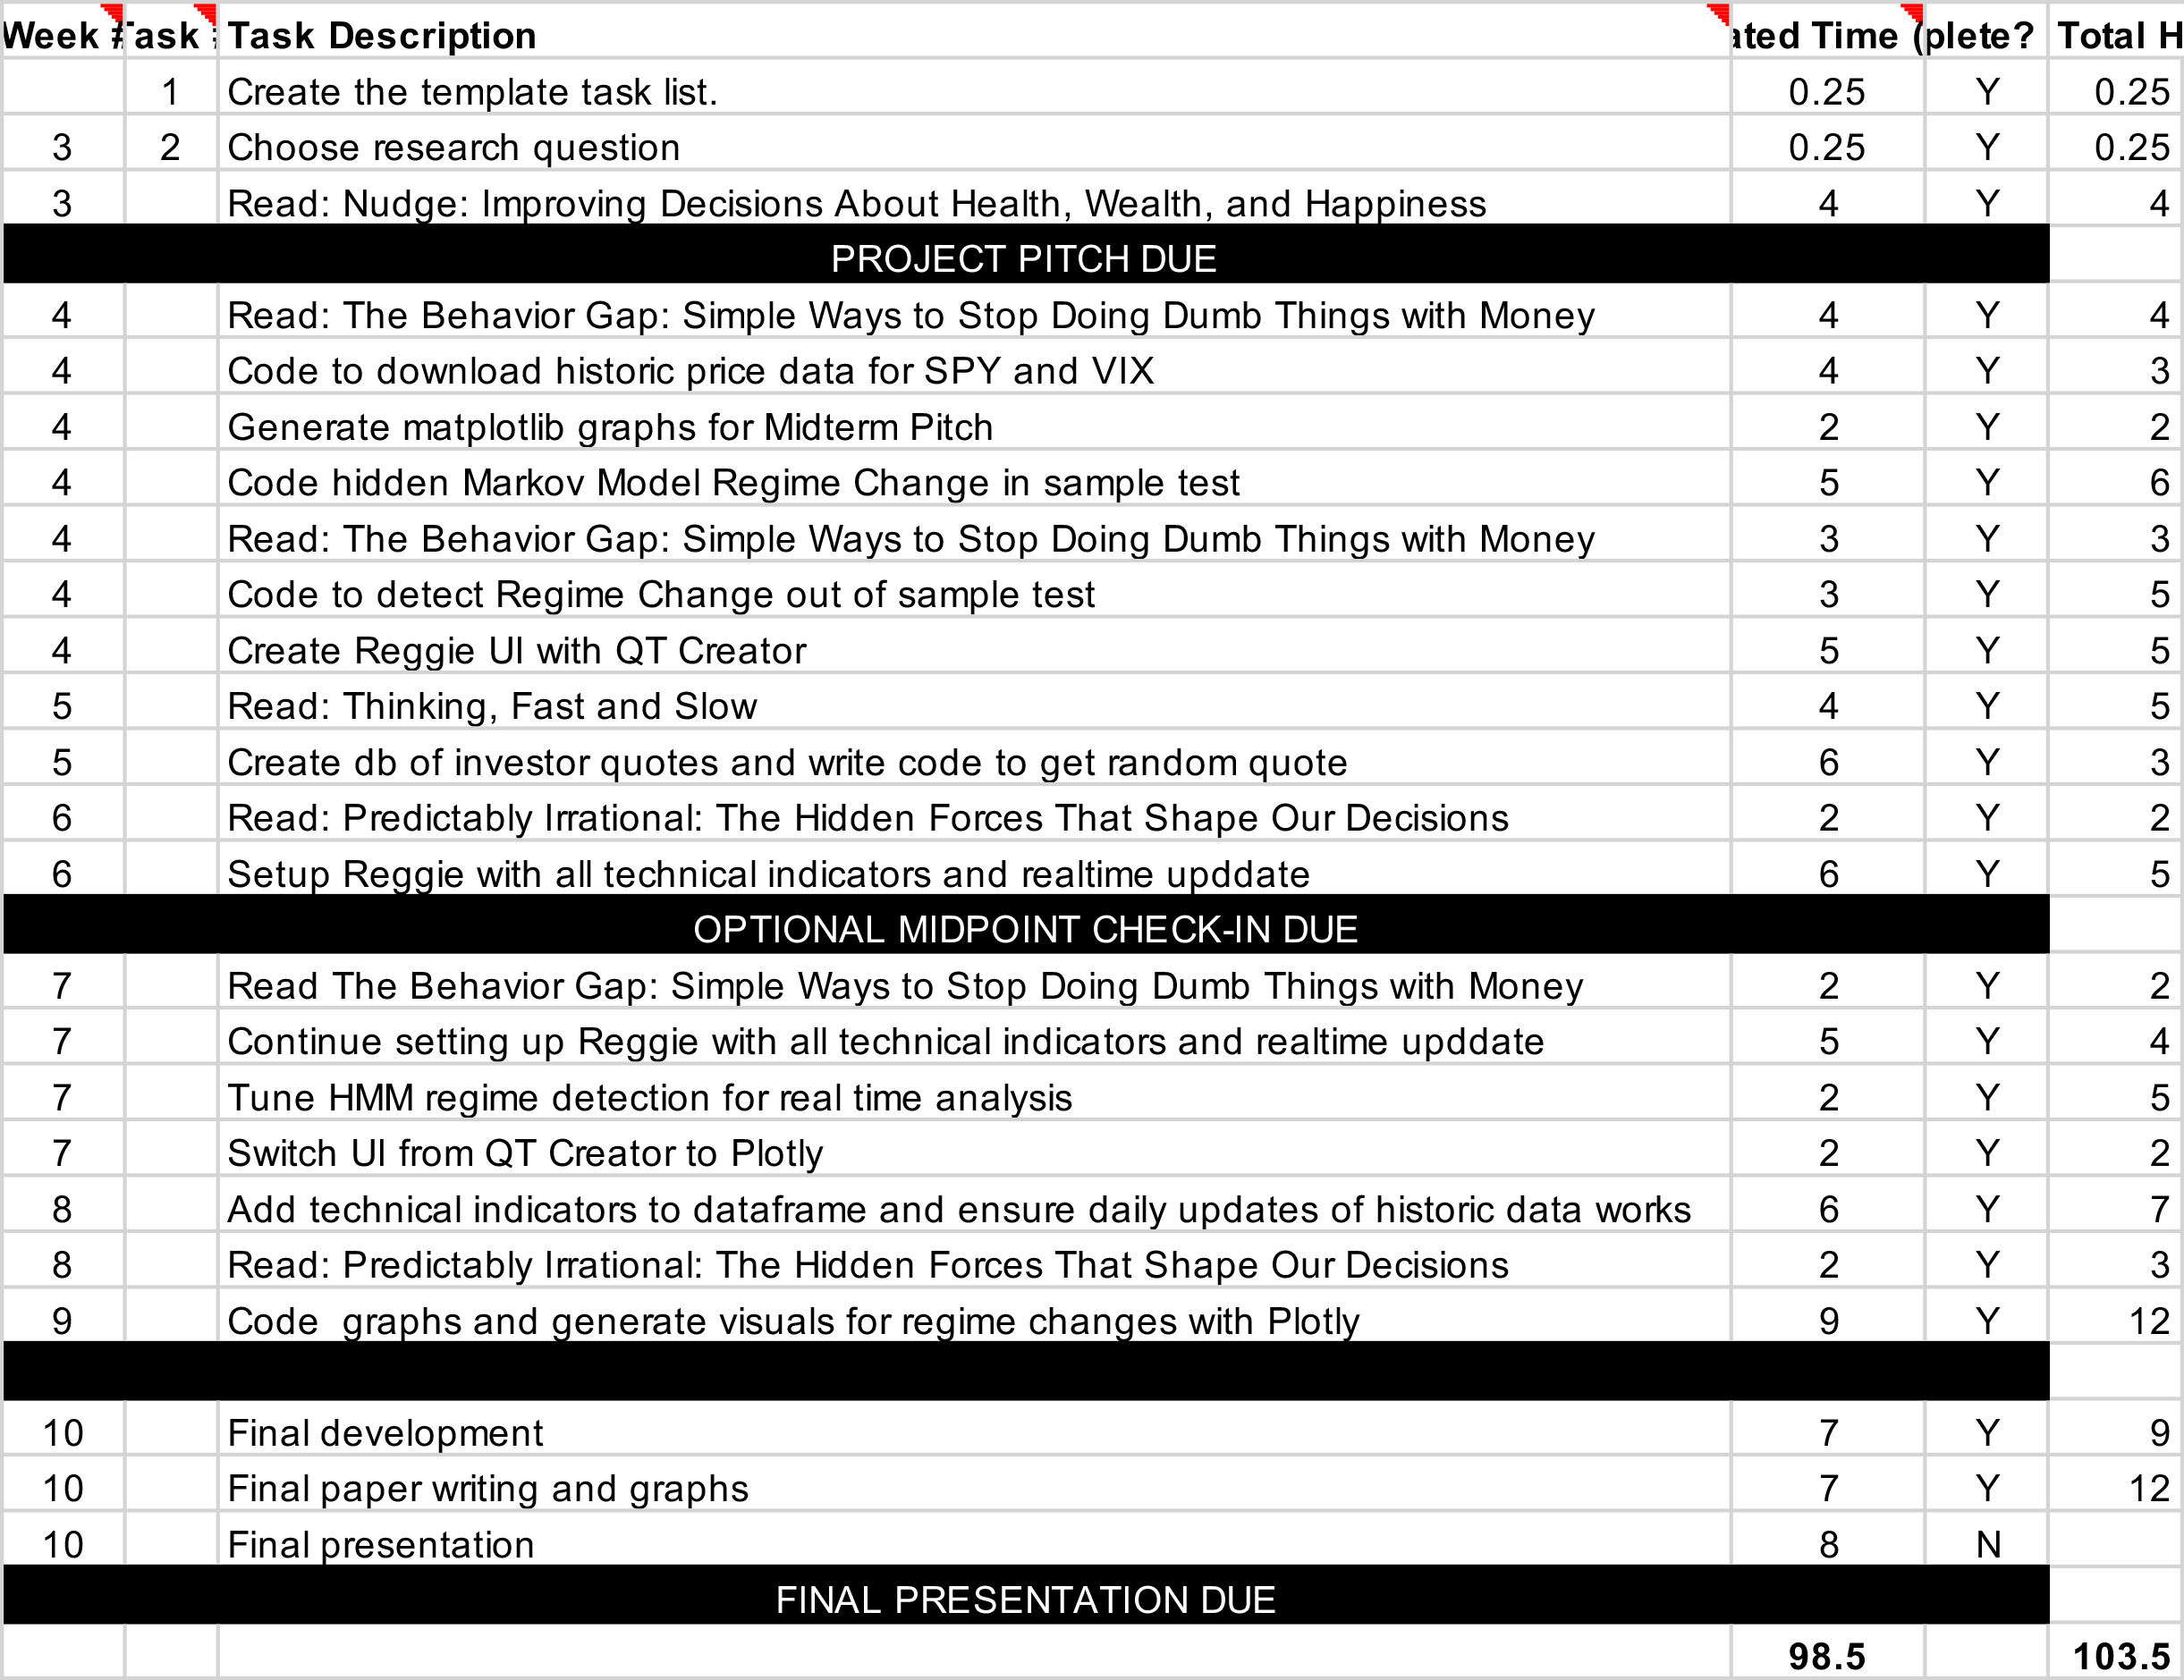 Week # Task # Task Description ated Time ( plete? Total H
1 Create the template task list. 0.25 Y 0.25
3 2 Choose research question 0.25 Y 0.25
3 Read: Nudge: Improving Decisions About Health, Wealth, and Happiness 4 Y 4
PROJECT PITCH DUE
4 Read: The Behavior Gap: Simple Ways to Stop Doing Dumb Things with Money 4 Y 4
4 Code to download historic price data for SPY and VIX 4 Y 3
4 Generate matplotlib graphs for Midterm Pitch 2 Y 2
4 Code hidden Markov Model Regime Change in sample test 5 Y 6
4 Read: The Behavior Gap: Simple Ways to Stop Doing Dumb Things with Money 3 Y 3
4 Code to detect Regime Change out of sample test 3 Y 5
4 Create Reggie UI with QT Creator 5 Y 5
5 Read: Thinking, Fast and Slow 4 Y 5
5 Create db of investor quotes and write code to get random quote 6 Y 3
6 Read: Predictably Irrational: The Hidden Forces That Shape Our Decisions 2 Y 2
6 Setup Reggie with all technical indicators and realtime upddate 6 Y 5
OPTIONAL MIDPOINT CHECK-IN DUE
7 Read The Behavior Gap: Simple Ways to Stop Doing Dumb Things with Money 2 Y 2
7 Continue setting up Reggie with all technical indicators and realtime upddate 5 Y 4
7 Tune HMM regime detection for real time analysis 2 Y 5
7 Switch UI from QT Creator to Plotly 2 Y 2
8 Add technical indicators to dataframe and ensure daily updates of historic data works 6 Y 7
8 Read: Predictably Irrational: The Hidden Forces That Shape Our Decisions 2 Y 3
9 Code  graphs and generate visuals for regime changes with Plotly 9 Y 12
10 Final development 7 Y 9
10 Final paper writing and graphs 7 Y 12
10 Final presentation 8 N
FINAL PRESENTATION DUE
98.5 103.5